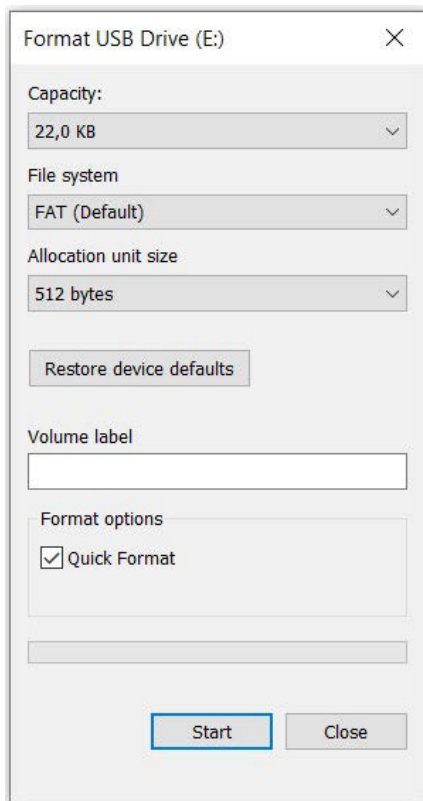 Format USB Drive (E:)
Capacity:
22,0 KB
File system
FAT (Default)
Allocation unit size
512 bytes
Restore device defaults
Volume label
Format options
Quick Format
Start
Close